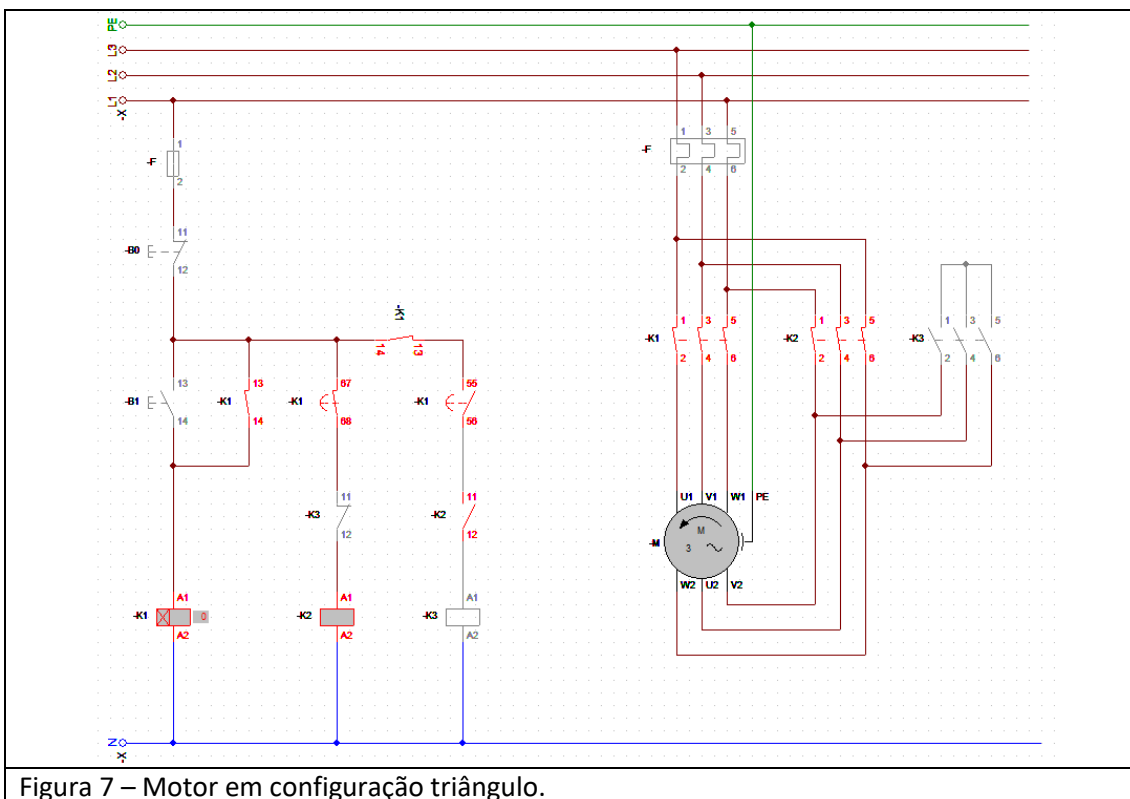 PE
L3
L2
L1
-X
1
-F
2
11
-B0
12
-K1
14 13
13
-B1
14
13
-K1
14
67
-K1
68
55
-K1
56
11
-K3
12
11
-K2
12
A1
-K1 0
A2
A1
-K2
A2
A1
-K3
A2
N
-X
1 3 5
-F
2 4 6
1 3 5
-K1
2 4 6
1 3 5
-K2
2 4 6
1 3 5
-K3
2 4 6
U1 V1 W1 PE
M
-M
3
W2 U2 V2
Figura 7 – Motor em configuração triângulo.